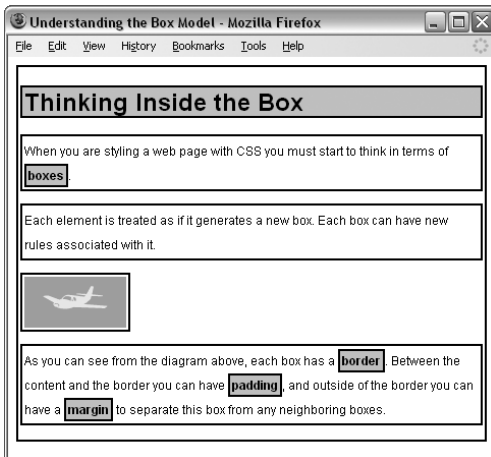 Understanding the Box Model - Mozilla Firefox
File Edit View History Bookmarks Tools Help
Thinking Inside the Box
When you are styling a web page with CSS you must start to think in terms of
boxes.
Each element is treated as if it generates a new box. Each box can have new
rules associated with it.
As you can see from the diagram above, each box has a border. Between the
content and the border you can have padding, and outside of the border you can
have a margin to separate this box from any neighboring boxes.